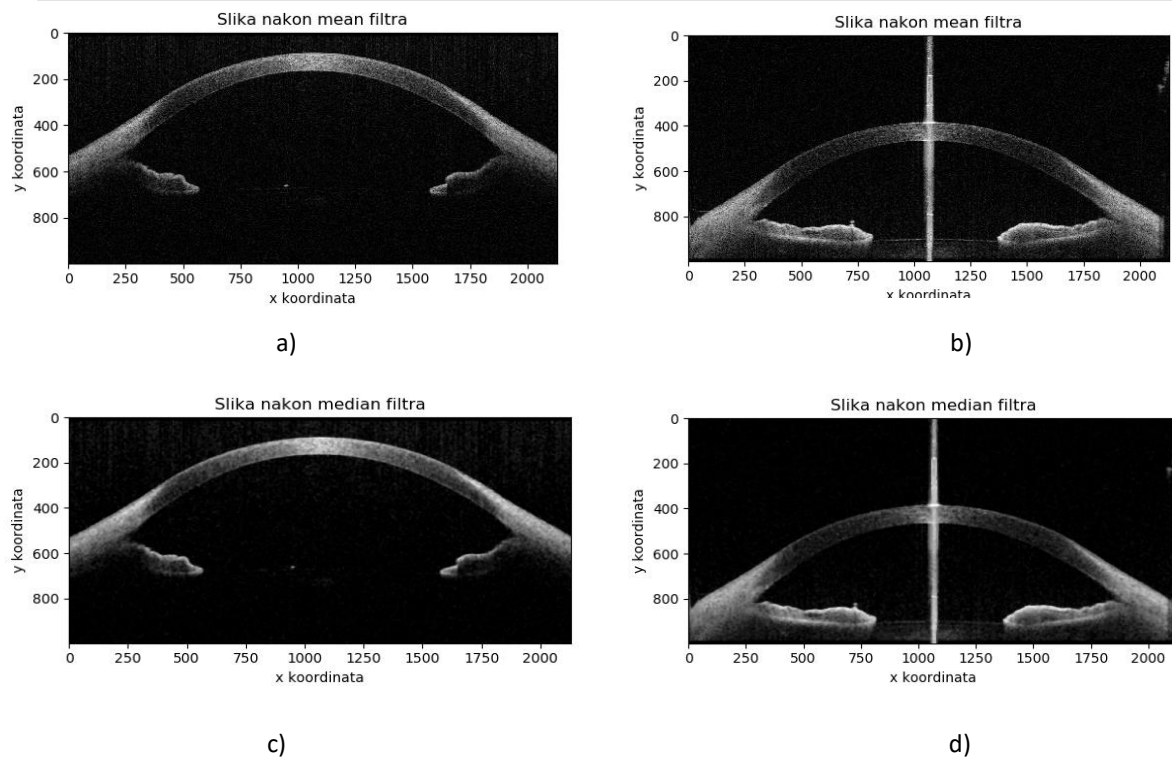 Slika nakon mean filtra
0
200
400
600
800
y koordinata
0 250 500 750 1000 1250 1500 1750 2000
x koordinata
a)
Slika nakon mean filtra
0
200
400
600
800
y koordinata
0 250 500 750 1000 1250 1500 1750 2000
x koordinata
b)
Slika nakon median filtra
0
200
400
600
800
y koordinata
0 250 500 750 1000 1250 1500 1750 2000
x koordinata
c)
Slika nakon median filtra
0
200
400
600
800
y koordinata
0 250 500 750 1000 1250 1500 1750 2000
x koordinata
d)